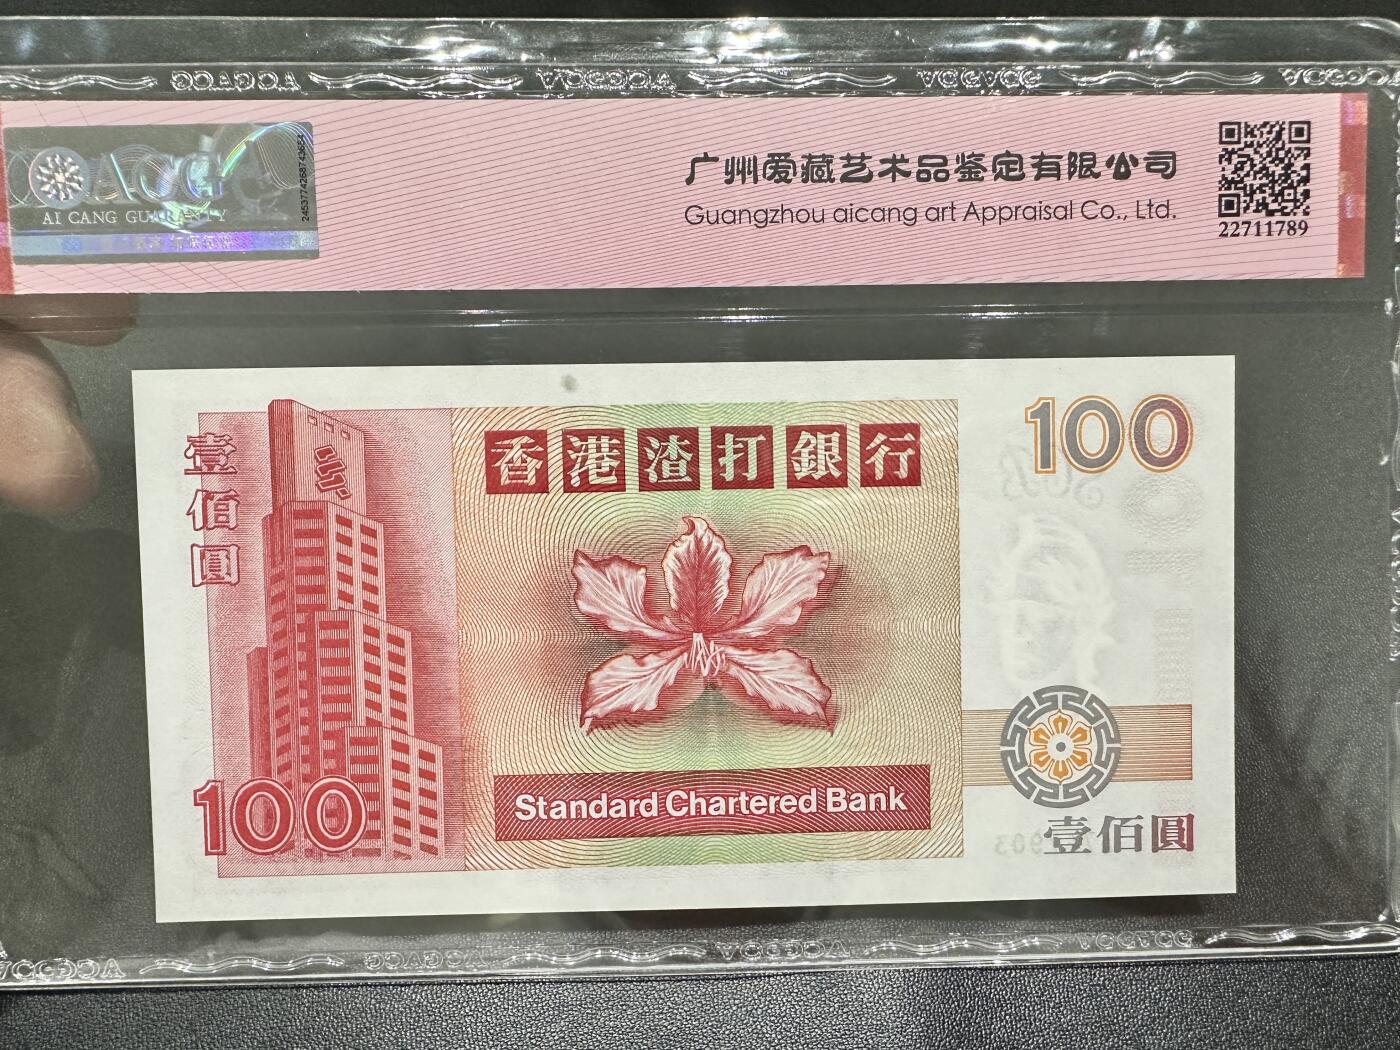 ACG
AI CANG GUARANTY
2453774268743664
广州爱藏艺术品鉴定有限公司
Guangzhou aicang art Appraisal Co., Ltd.
22711789
壹佰圓
100
香港渣打銀行
100
Standard Chartered Bank
壹佰圓